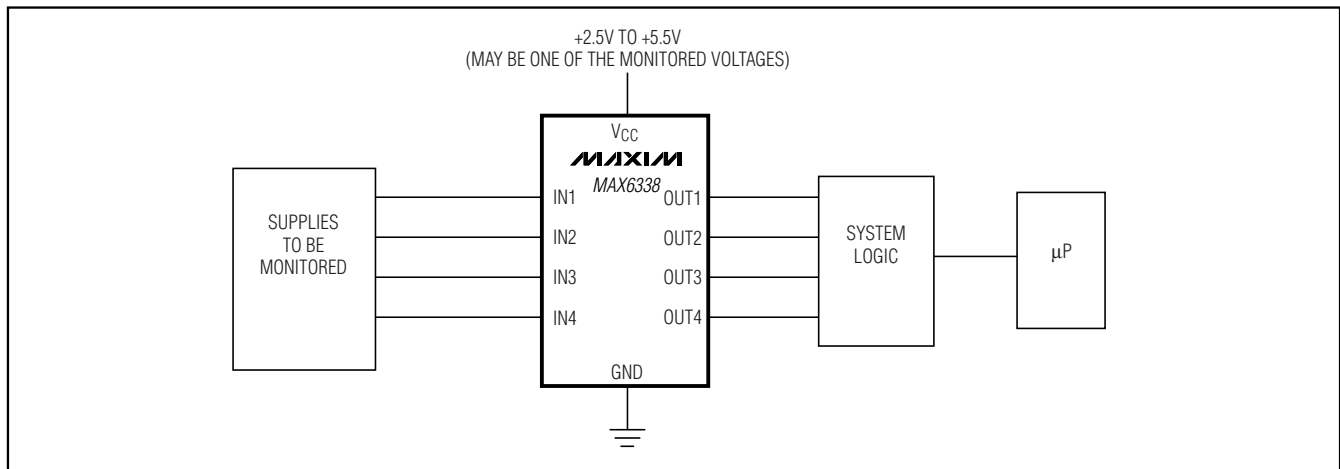 +2.5V TO +5.5V
(MAY BE ONE OF THE MONITORED VOLTAGES)
VCC
MAXIM
MAX6338
SUPPLIES
TO BE
MONITORED
IN1
IN2
IN3
IN4
OUT1
OUT2
OUT3
OUT4
GND
SYSTEM
LOGIC
μP